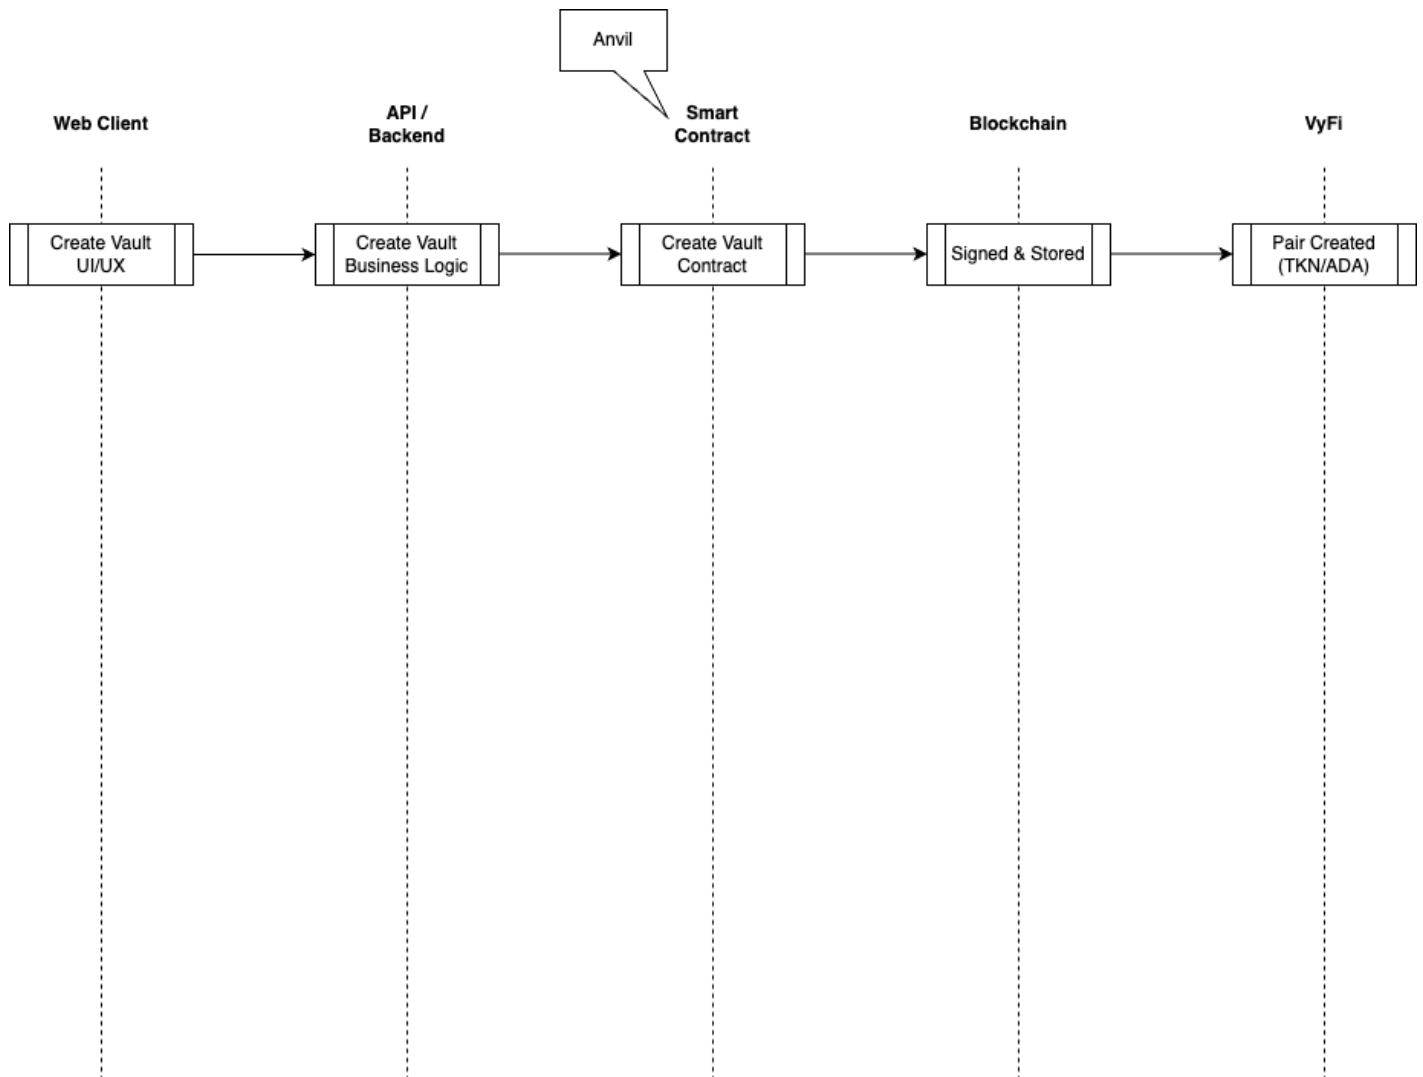 Anvil
Web Client
API /
Backend
Smart
Contract
Blockchain
VyFi
Create Vault
UI/UX
Create Vault
Business Logic
Create Vault
Contract
Signed & Stored
Pair Created
(TKN/ADA)